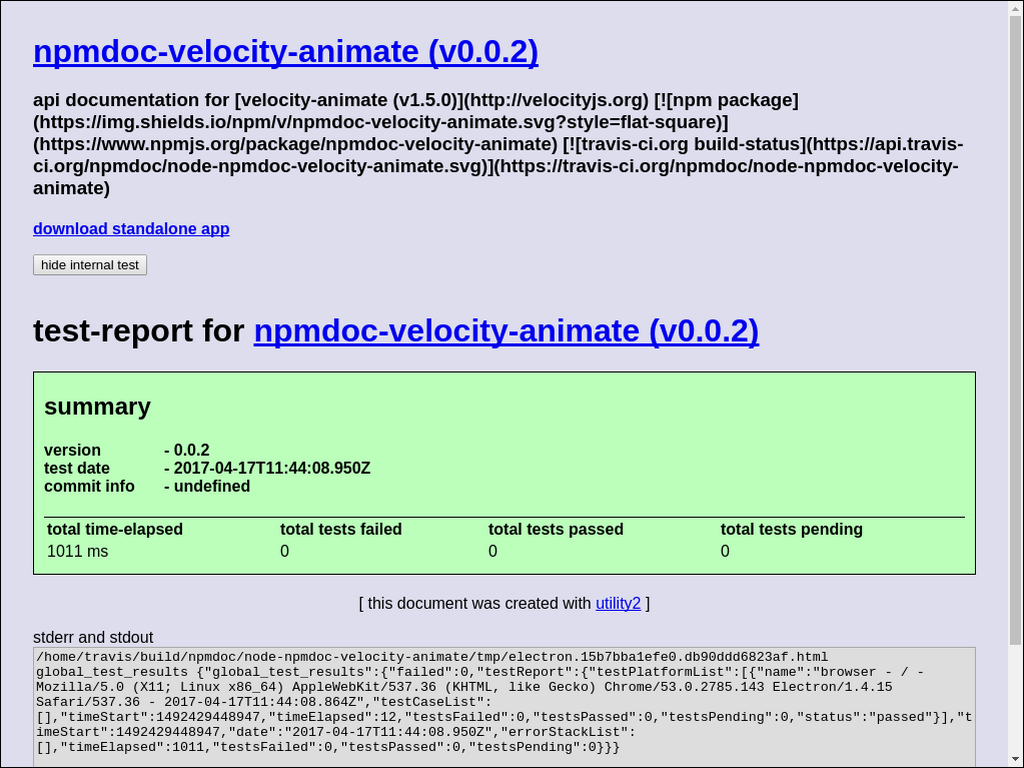 npmdoc-velocity-animate (v0.0.2)
api documentation for [velocity-animate (v1.5.0)](http://velocityjs.org) [![npm package]
(https://img.shields.io/npm/v/npmdoc-velocity-animate.svg?style=flat-square)]
(https://www.npmjs.org/package/npmdoc-velocity-animate) [![travis-ci.org build-status](https://api.travis-
ci.org/npmdoc/node-npmdoc-velocity-animate.svg)](https://travis-ci.org/npmdoc/node-npmdoc-velocity-
animate)
download standalone app
hide internal test
test-report for npmdoc-velocity-animate (v0.0.2)
summary
version - 0.0.2
test date - 2017-04-17T11:44:08.950Z
commit info - undefined
total time-elapsed total tests failed total tests passed total tests pending
1011 ms 0 0 0
[ this document was created with utility2 ]
stderr and stdout
/home/travis/build/npmdoc/node-npmdoc-velocity-animate/tmp/electron.15b7bba1efe0.db90ddd6823af.html
global_test_results {"global_test_results":{"failed":0,"testReport":{"testPlatformList":[{"name":"browser - / -
Mozilla/5.0 (X11; Linux x86_64) AppleWebKit/537.36 (KHTML, like Gecko) Chrome/53.0.2785.143 Electron/1.4.15
Safari/537.36 - 2017-04-17T11:44:08.864Z","testCaseList":
[],"timeStart":1492429448947,"timeElapsed":12,"testsFailed":0,"testsPassed":0,"testsPending":0,"status":"passed"}],"t
imeStart":1492429448947,"date":"2017-04-17T11:44:08.950Z","errorStackList":
[],"timeElapsed":1011,"testsFailed":0,"testsPassed":0,"testsPending":0}}}